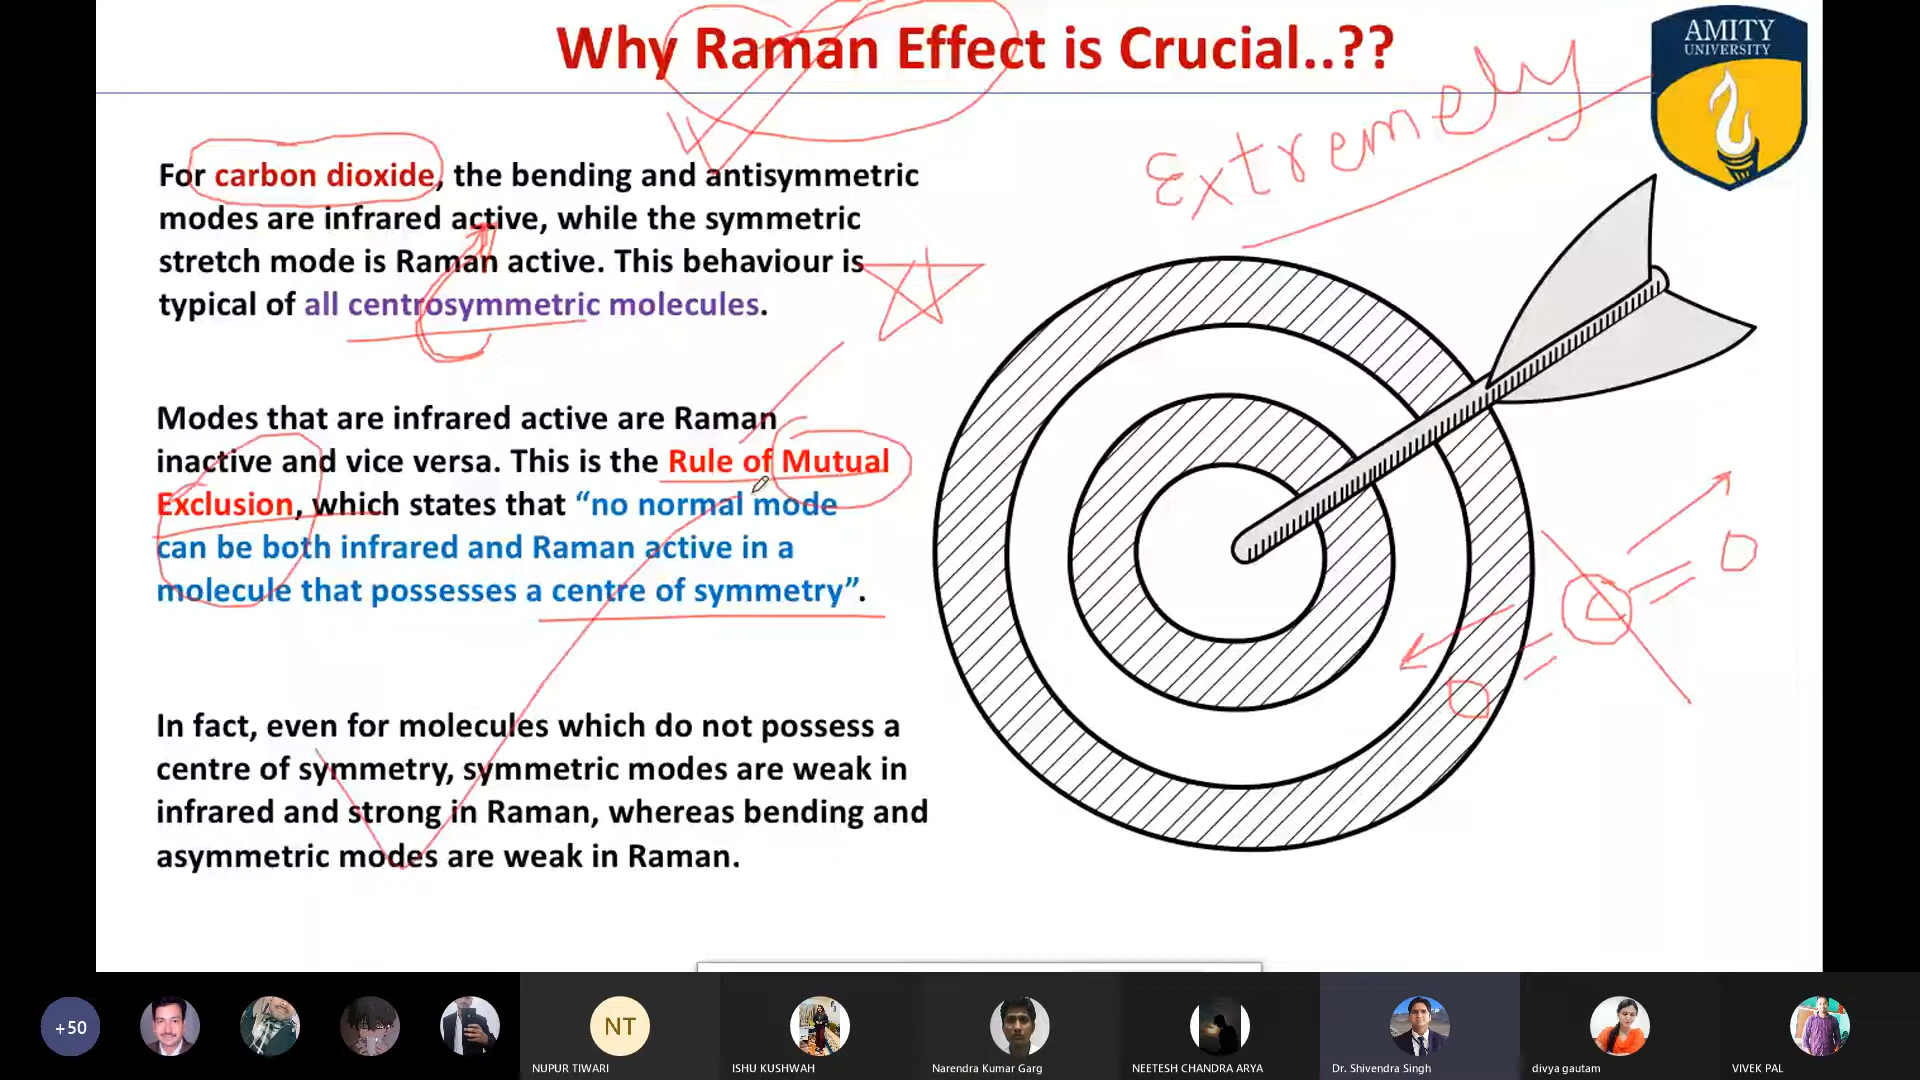 Why Raman Effect is Crucial..??
AMITY
UNIVERSITY
Extremely
For carbon dioxide, the bending and antisymmetric
modes are infrared active, while the symmetric
stretch mode is Raman active. This behaviour is
typical of all centrosymmetric molecules.
Modes that are infrared active are Raman
inactive and vice versa. This is the Rule of Mutual
Exclusion, which states that “no normal mode
can be both infrared and Raman active in a
molecule that possesses a centre of symmetry”.
In fact, even for molecules which do not possess a
centre of symmetry, symmetric modes are weak in
infrared and strong in Raman, whereas bending and
asymmetric modes are weak in Raman.
O
C
O
+50
NT
NUPUR TIWARI
ISHU KUSHWAH
Narendra Kumar Garg
NEETESH CHANDRA ARYA
Dr. Shivendra Singh
divya gautam
VIVEK PAL